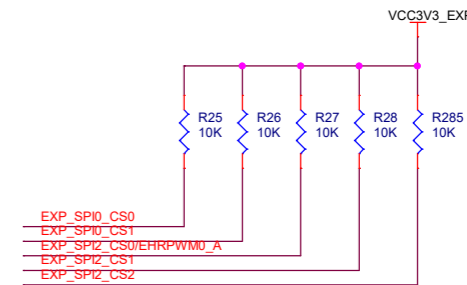 VCC3V3_EXP
R25
10K
R26
10K
R27
10K
R28
10K
R285
10K
EXP_SPI0_CS0
EXP_SPI0_CS1
EXP_SPI2_CS0/EHRPWM0_A
EXP_SPI2_CS1
EXP_SPI2_CS2